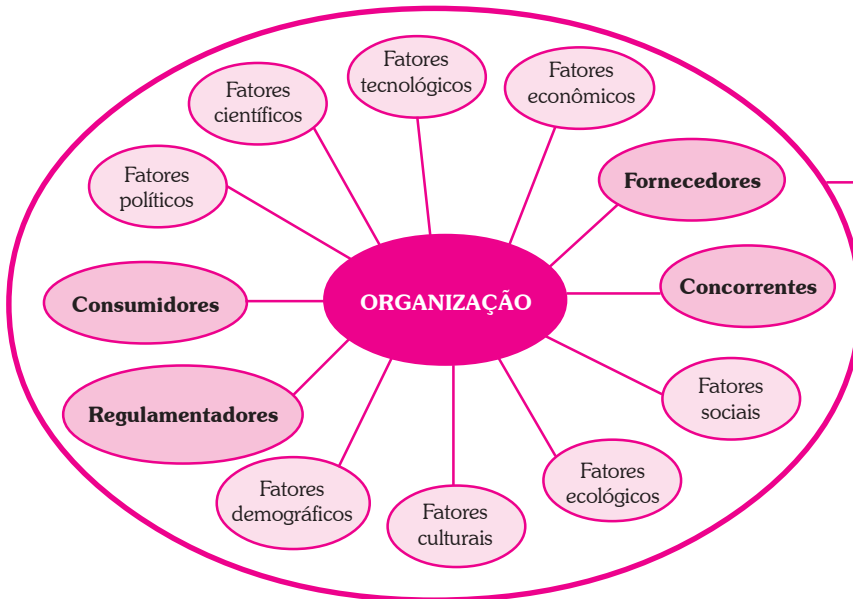 Fatores
tecnológicos
Fatores
econômicos
Fatores
científicos
Fatores
políticos
Fornecedores
Consumidores
ORGANIZAÇÃO
Concorrentes
Regulamentadores
Fatores
sociais
Fatores
demográficos
Fatores
culturais
Fatores
ecológicos